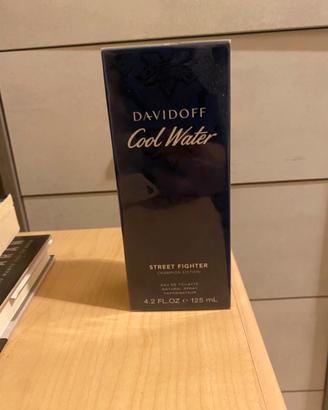 DAVIDOFF
Cool Water
STREET FIGHTER
CHAMPION EDITION
EAU DE TOILETTE
NATURAL SPRAY
VAPORISATEUR
4.2 FL.OZ ℮ 125 mL